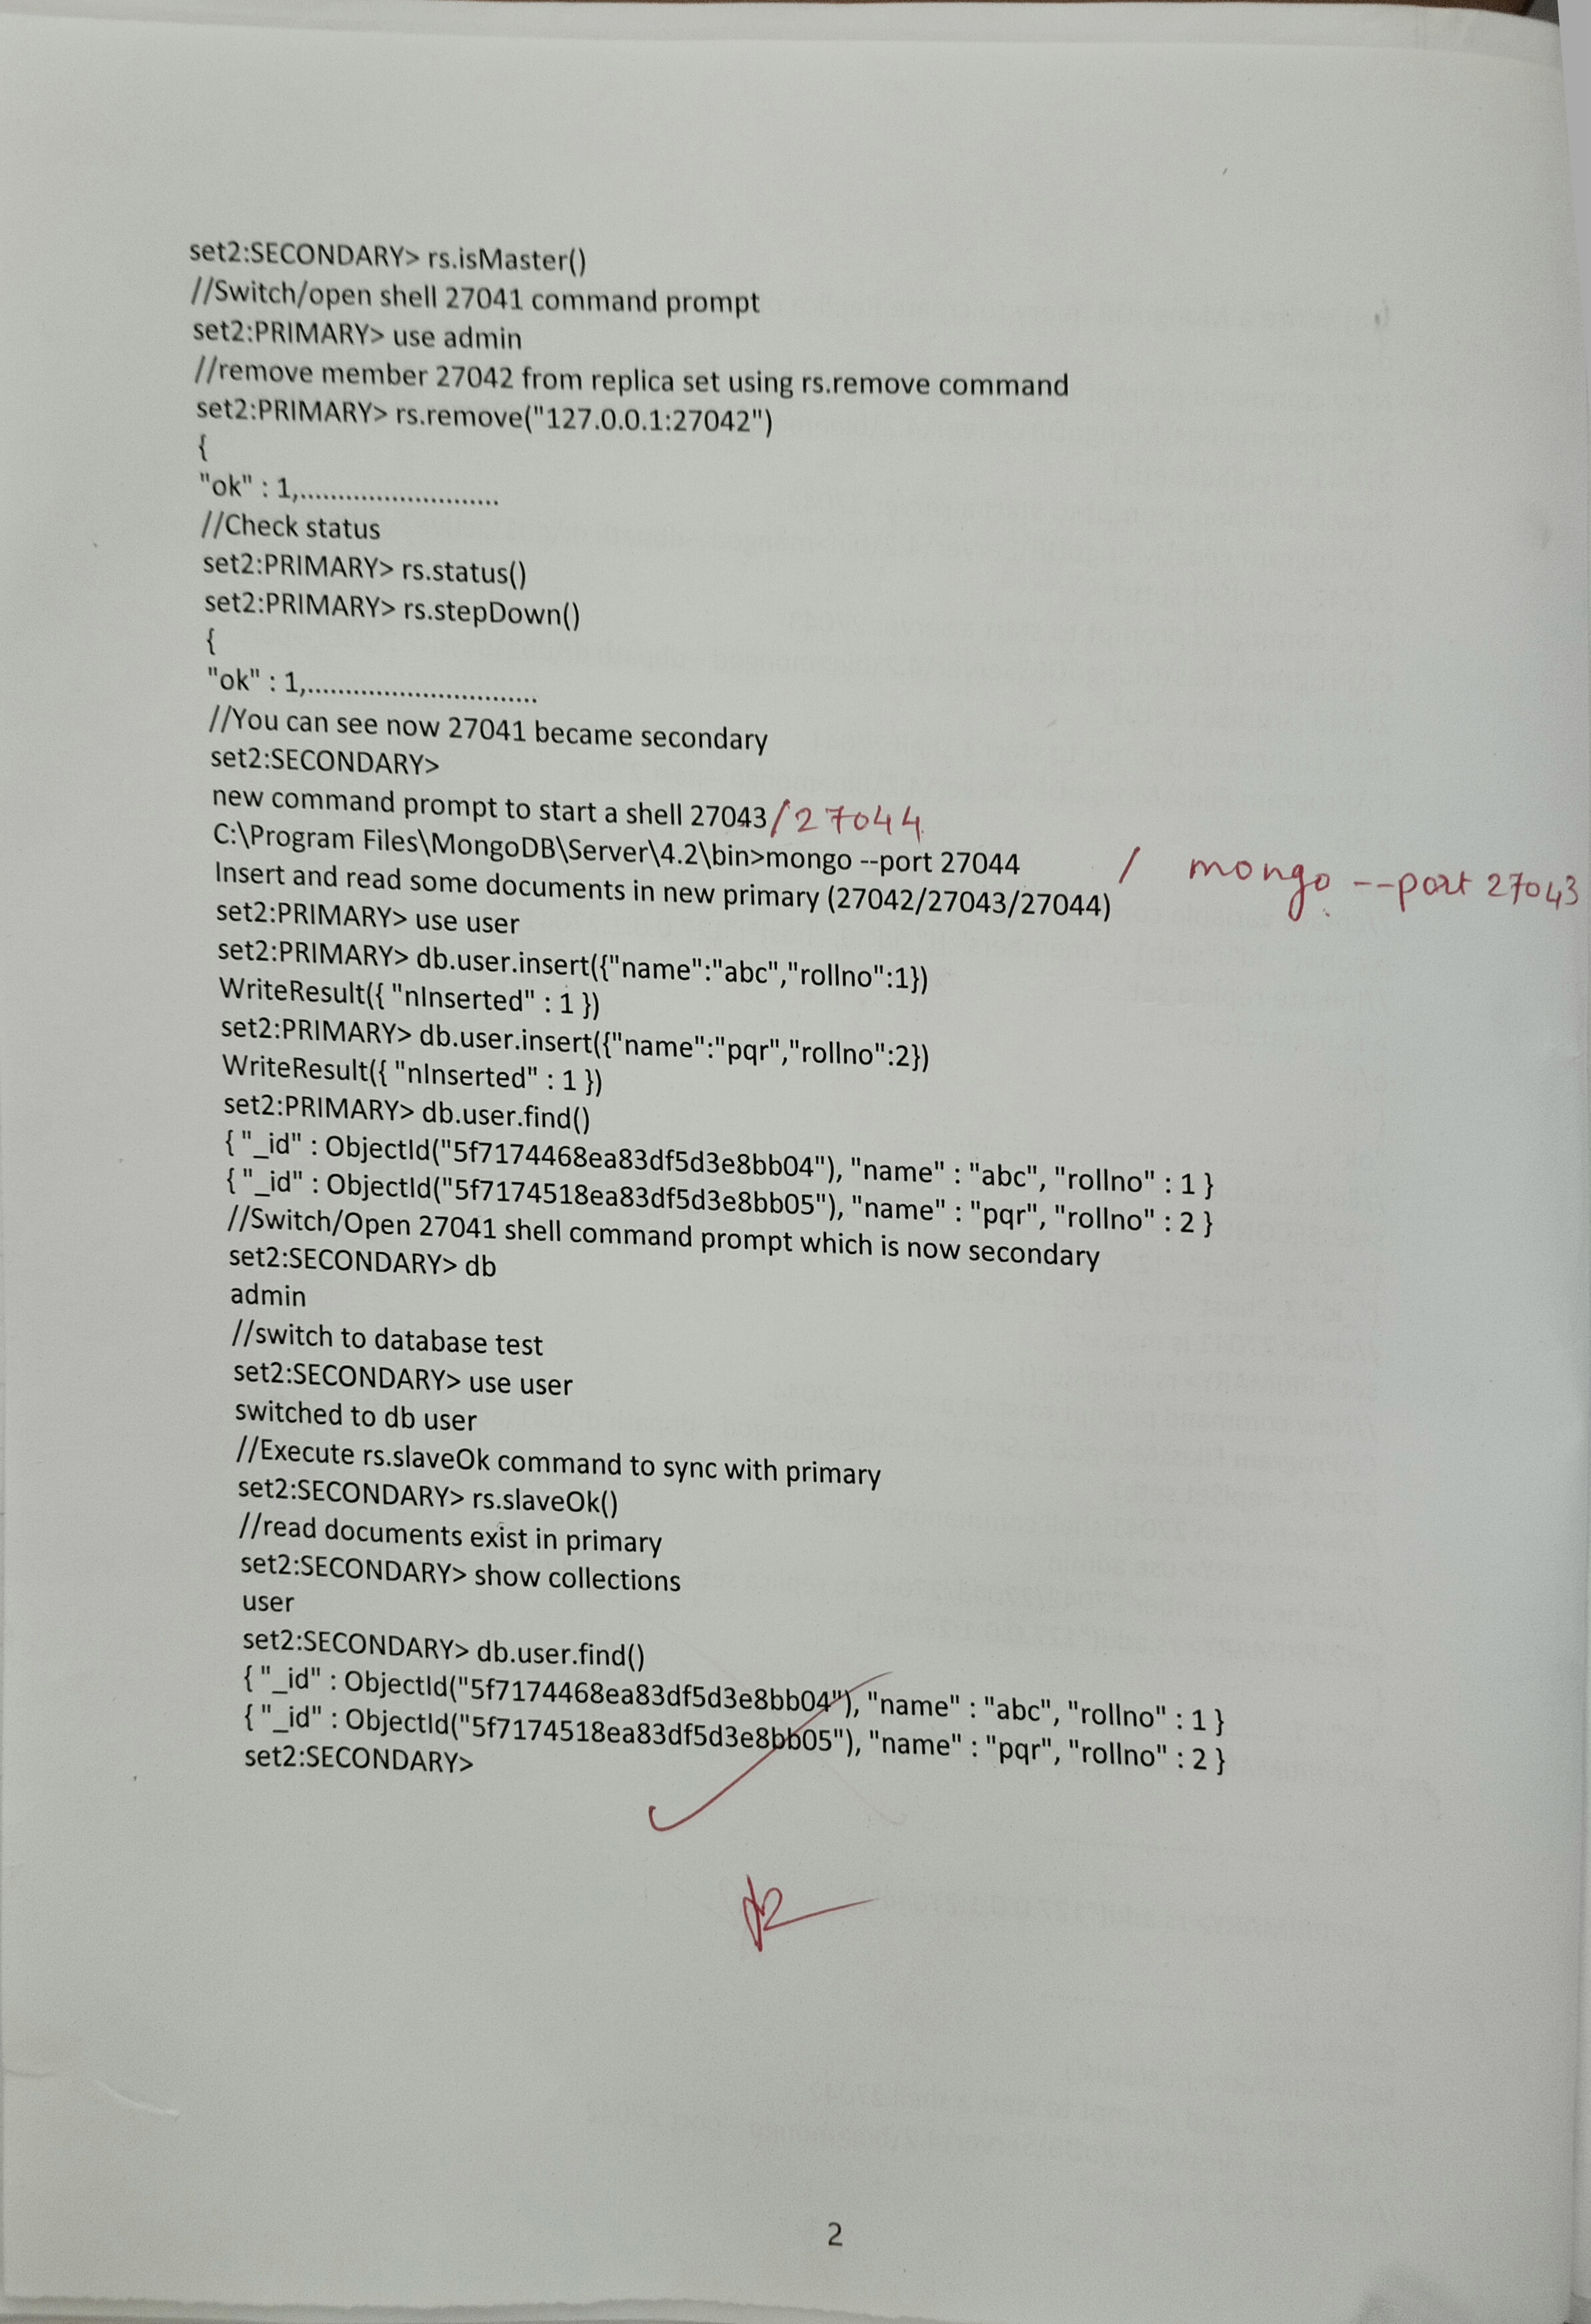 set2:SECONDARY> rs.isMaster()
//Switch/open shell 27041 command prompt
set2:PRIMARY> use admin
//remove member 27042 from replica set using rs.remove command
set2:PRIMARY> rs.remove("127.0.0.1:27042")
{
"ok" : 1,...........................
//Check status
set2:PRIMARY> rs.status()
set2:PRIMARY> rs.stepDown()
{
"ok" : 1,...............................
//You can see now 27041 became secondary
set2:SECONDARY>
new command prompt to start a shell 27043/27044
C:\Program Files\MongoDB\Server\4.2\bin>mongo --port 27044 / mongo --port 27043
Insert and read some documents in new primary (27042/27043/27044)
set2:PRIMARY> use user
set2:PRIMARY> db.user.insert({"name":"abc","rollno":1})
WriteResult({ "nInserted" : 1 })
set2:PRIMARY> db.user.insert({"name":"pqr","rollno":2})
WriteResult({ "nInserted" : 1 })
set2:PRIMARY> db.user.find()
{ "_id" : ObjectId("5f7174468ea83df5d3e8bb04"), "name" : "abc", "rollno" : 1 }
{ "_id" : ObjectId("5f7174518ea83df5d3e8bb05"), "name" : "pqr", "rollno" : 2 }
//Switch/Open 27041 shell command prompt which is now secondary
set2:SECONDARY> db
admin
//switch to database test
set2:SECONDARY> use user
switched to db user
//Execute rs.slaveOk command to sync with primary
set2:SECONDARY> rs.slaveOk()
//read documents exist in primary
set2:SECONDARY> show collections
user
set2:SECONDARY> db.user.find()
{ "_id" : ObjectId("5f7174468ea83df5d3e8bb04"), "name" : "abc", "rollno" : 1 }
{ "_id" : ObjectId("5f7174518ea83df5d3e8bb05"), "name" : "pqr", "rollno" : 2 }
set2:SECONDARY>
2